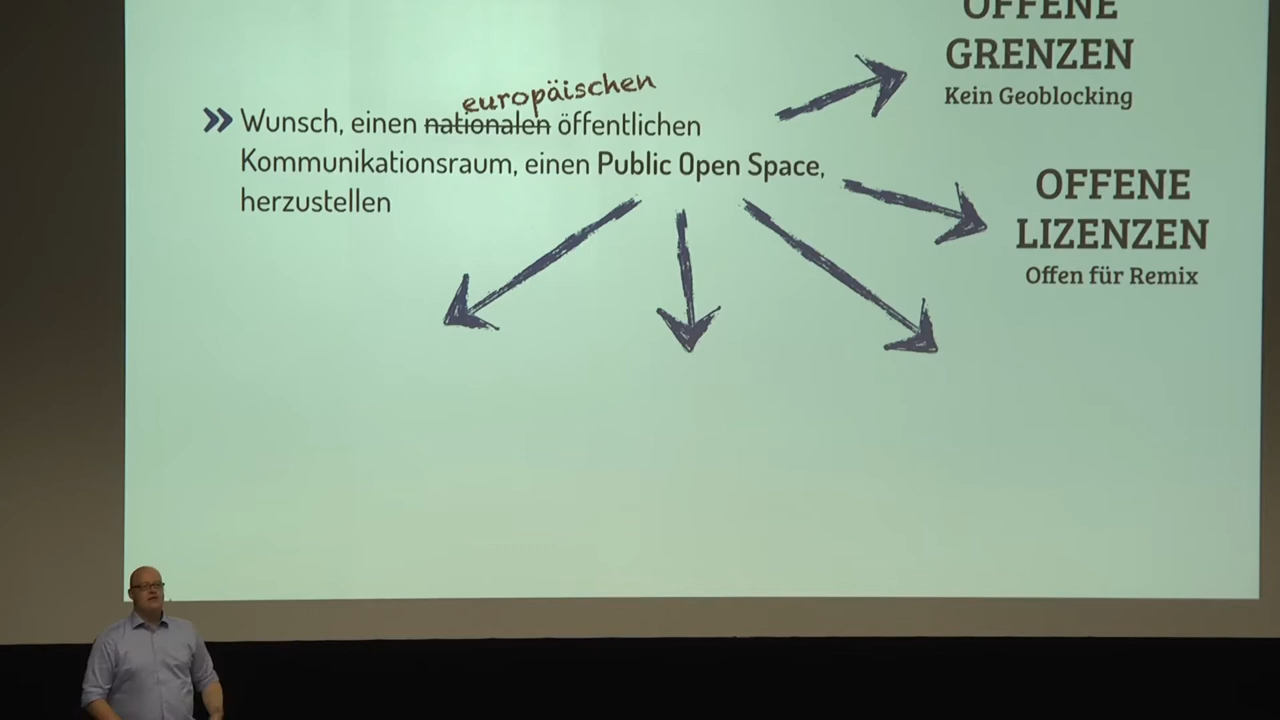 OFFENE
GRENZEN
Kein Geoblocking
europäischen
» Wunsch, einen nationalen öffentlichen
Kommunikationsraum, einen Public Open Space,
herzustellen
OFFENE
LIZENZEN
Offen für Remix